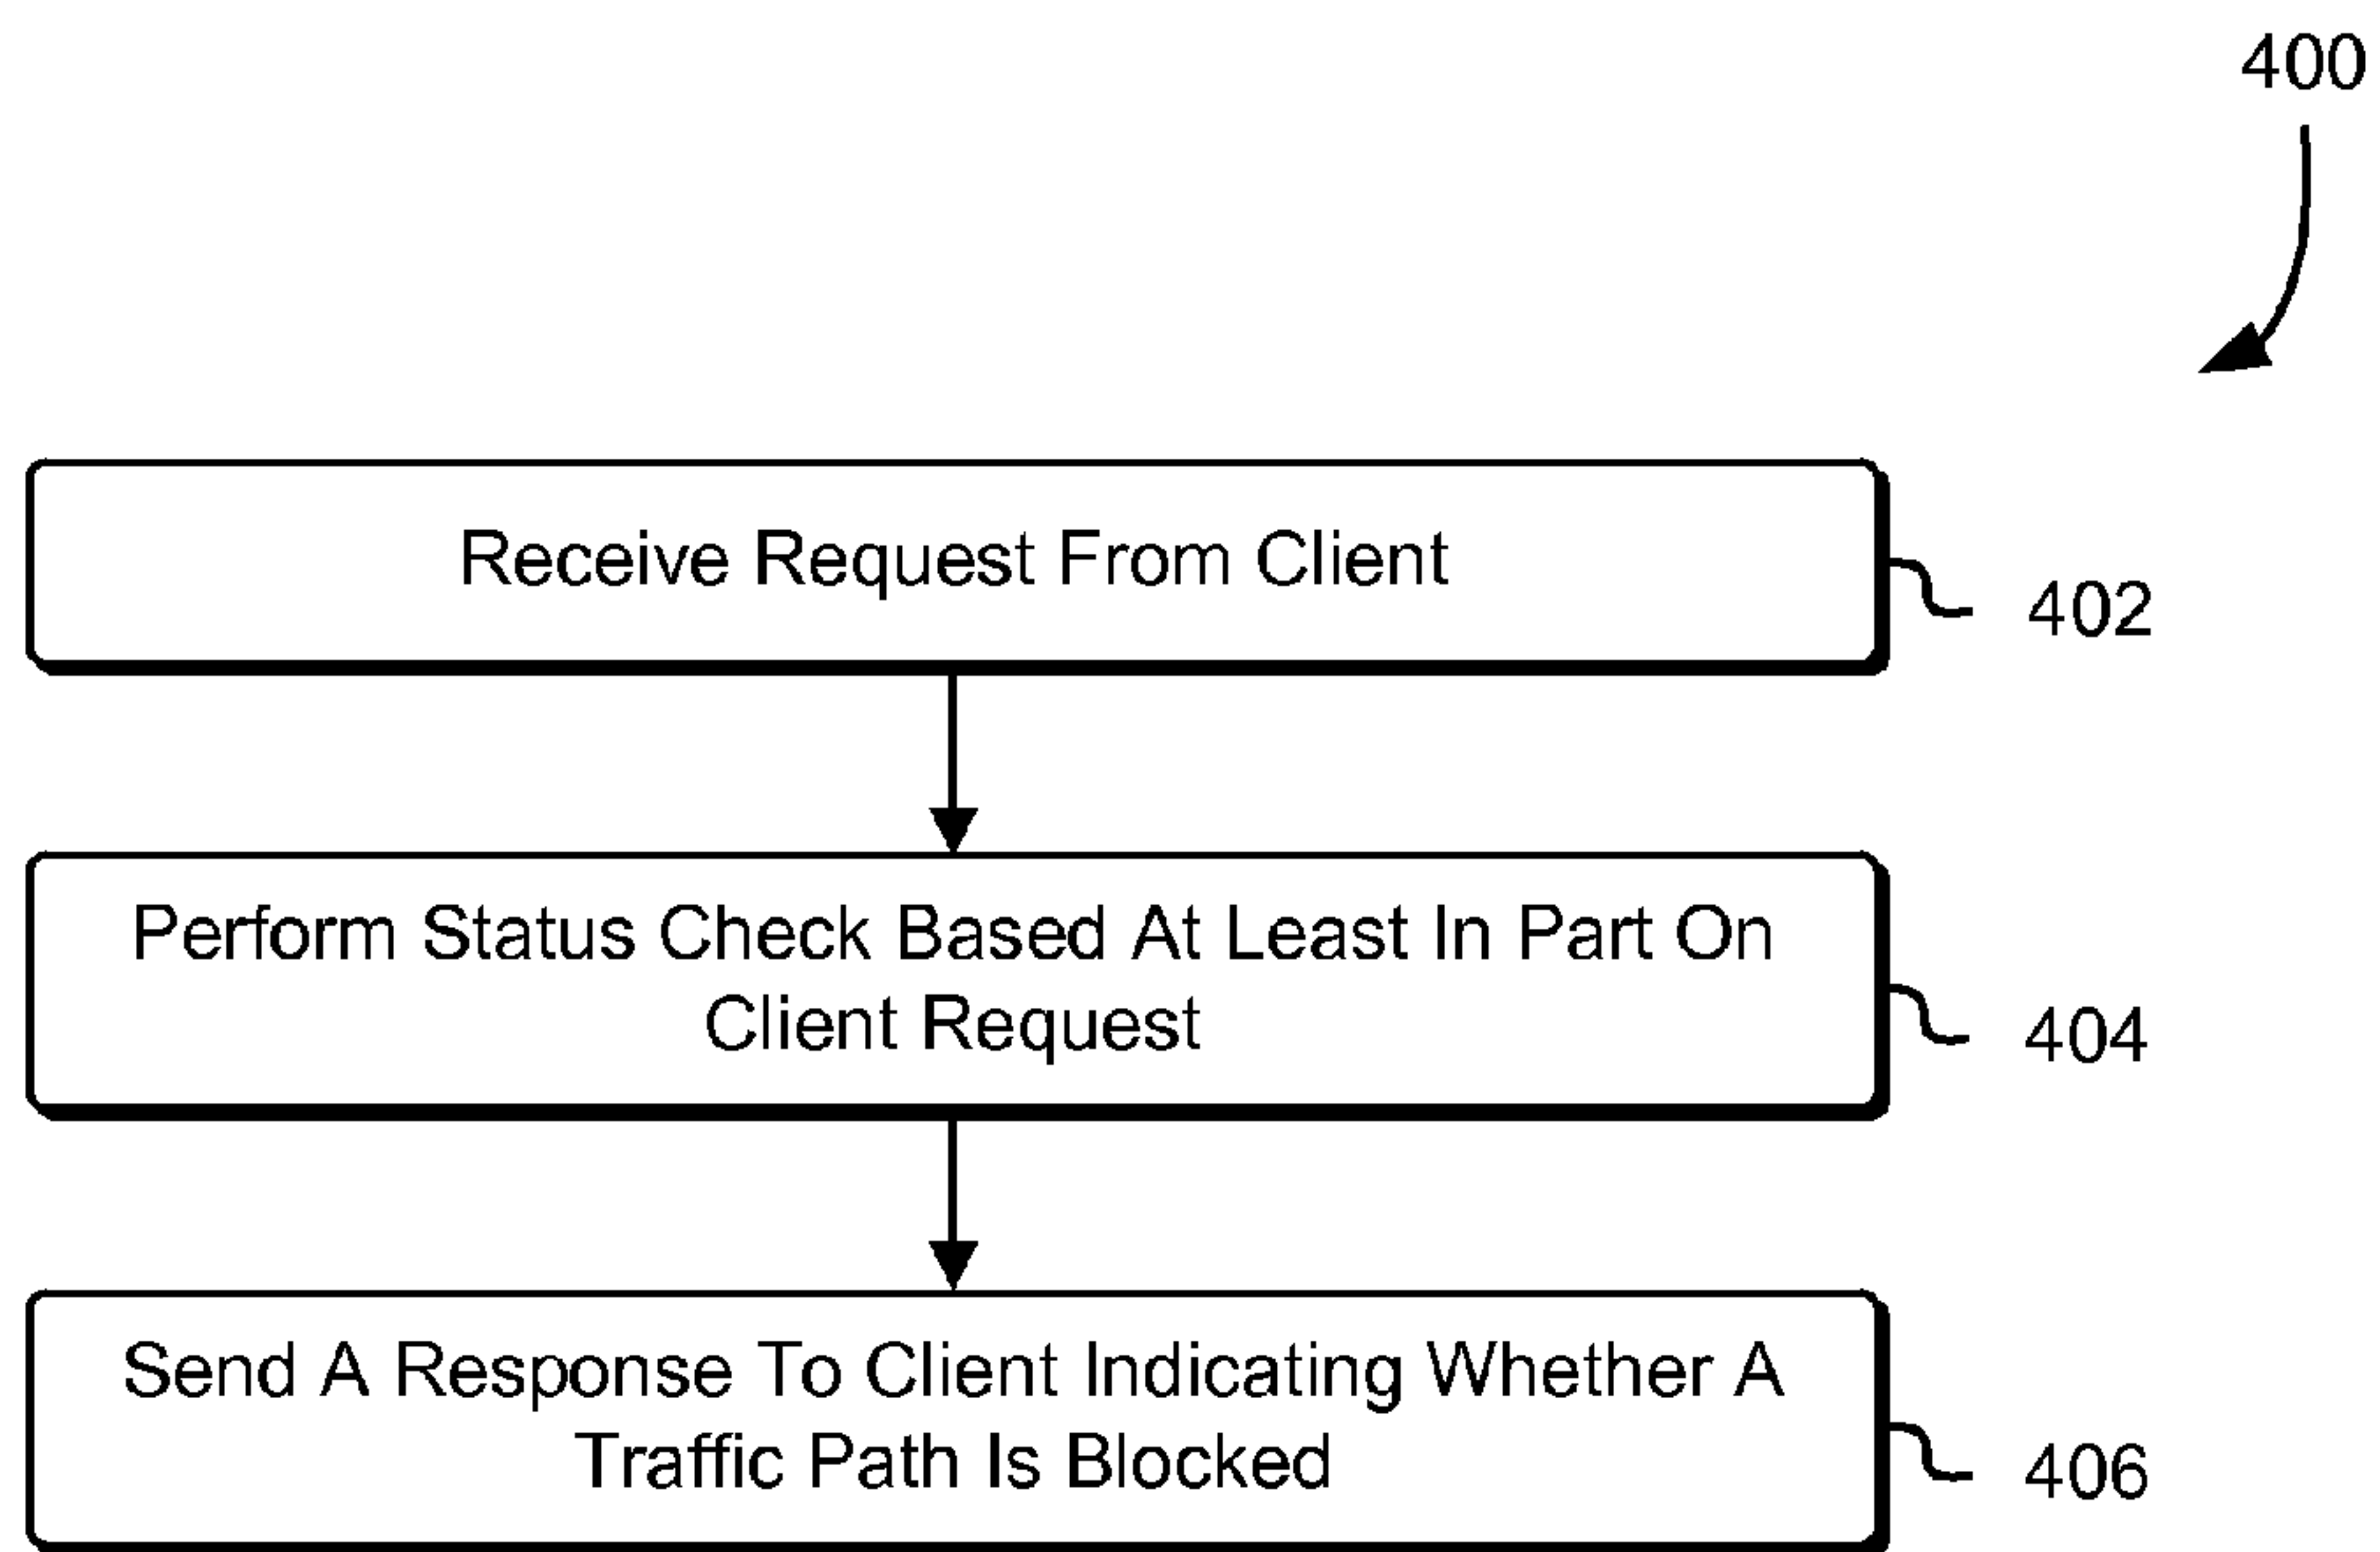 400
Receive Request From Client
402
Perform Status Check Based At Least In Part On
Client Request
404
Send A Response To Client Indicating Whether A
Traffic Path Is Blocked
406